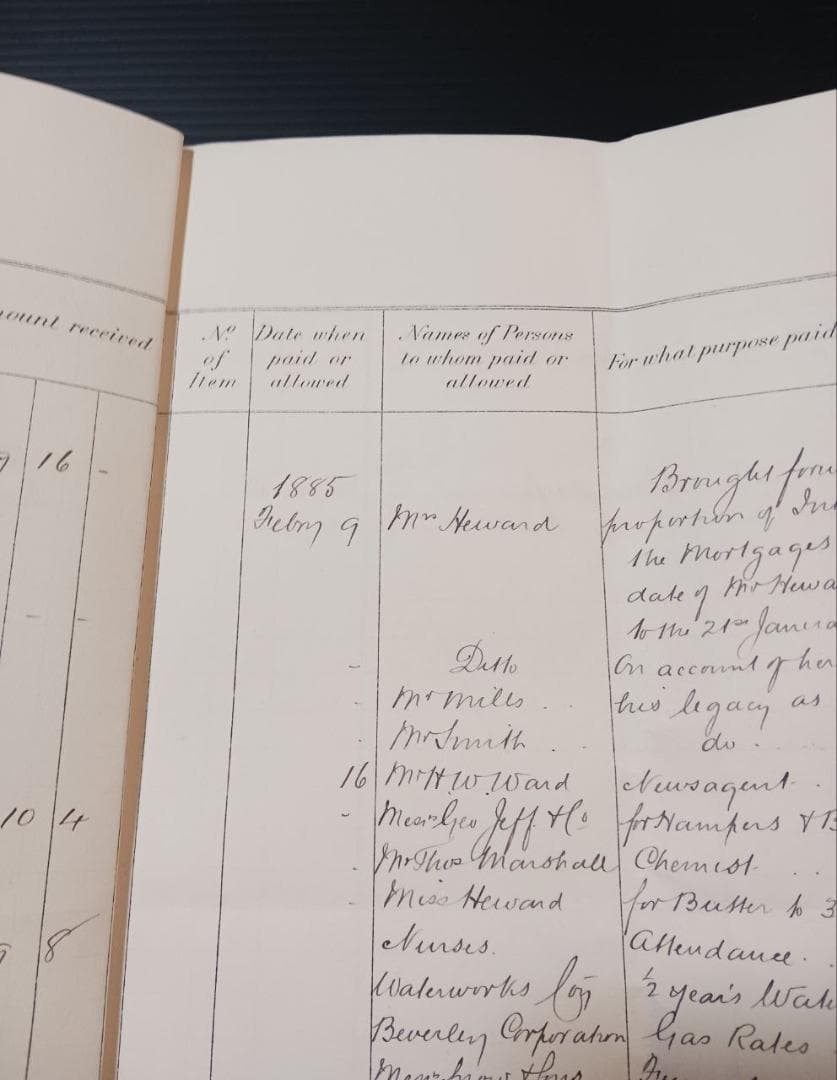 ount received
16 -
- -
10 4
8
No of Item
Date when paid or allowed
Names of Persons to whom paid or allowed
For what purpose paid
Brought forw
1885
Febry 9 Mrs Heward proportion of In
the Mortgages
date of Mr Hewa
to the 21st Janua
- Ditto On account of her
- Mr Mills . . his legacy as
. Mr Smith . . do .
16 Mr H. W. Ward Newsagent .
- Messrs Geo Jeff & Co for Hampers & B
. Mr Thos Marshall Chemist . .
. Miss Heward for Butter to 3
Nurses. Attendance . .
Waterworks Coy ½ year's Wat
Beverley Corporation Gas Rates